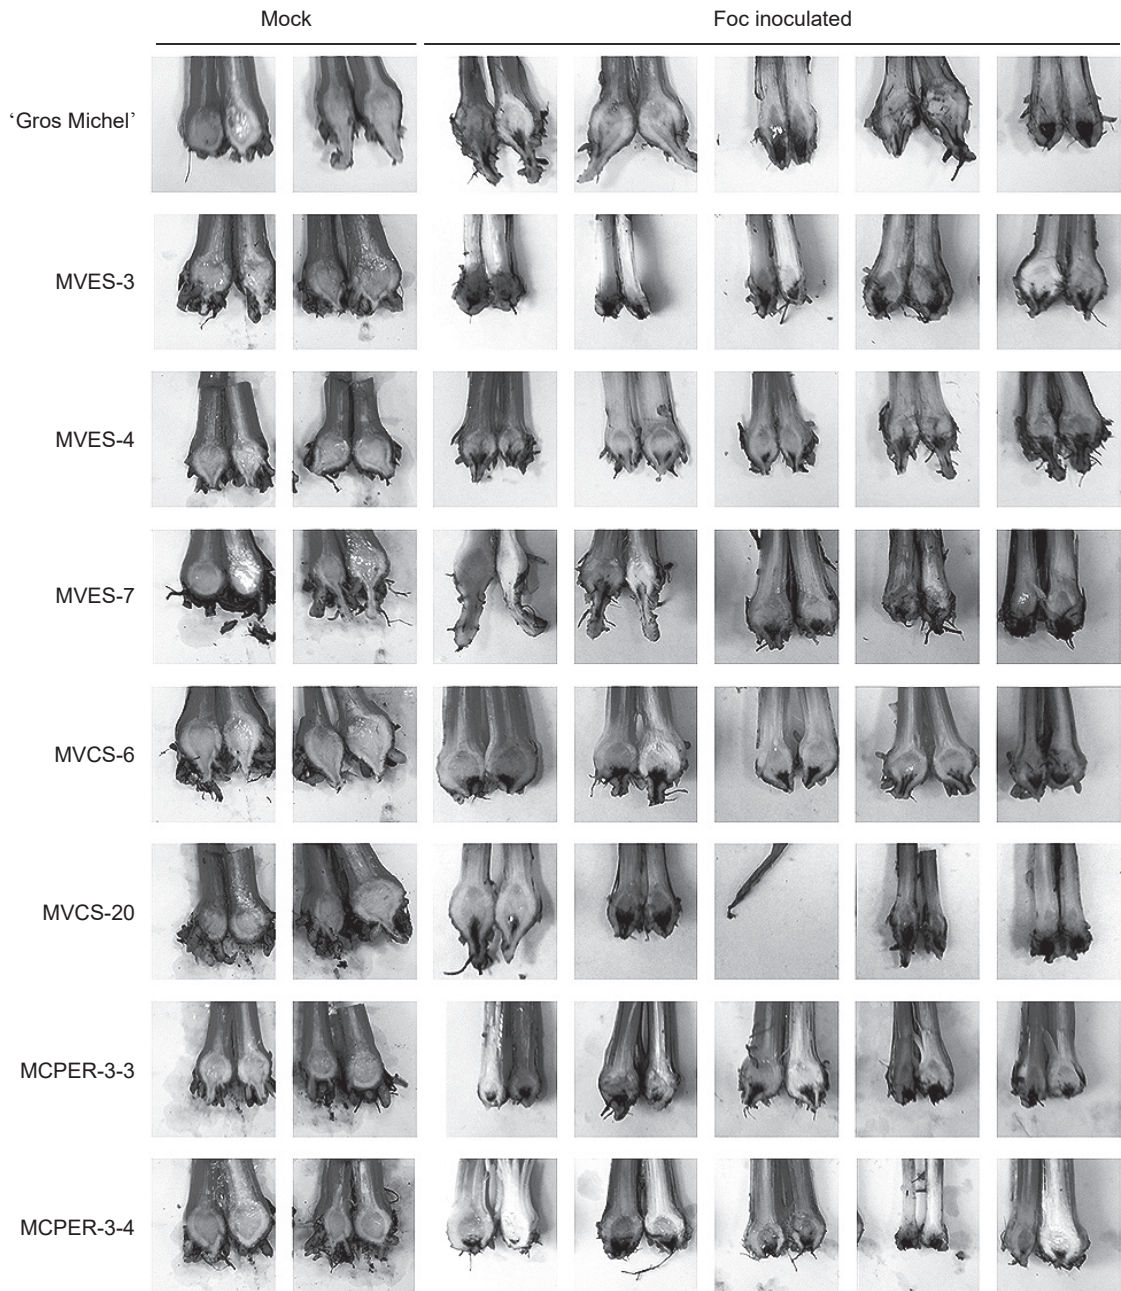 Mock
Foc inoculated
‘Gros Michel’
MVES-3
MVES-4
MVES-7
MVCS-6
MVCS-20
MCPER-3-3
MCPER-3-4